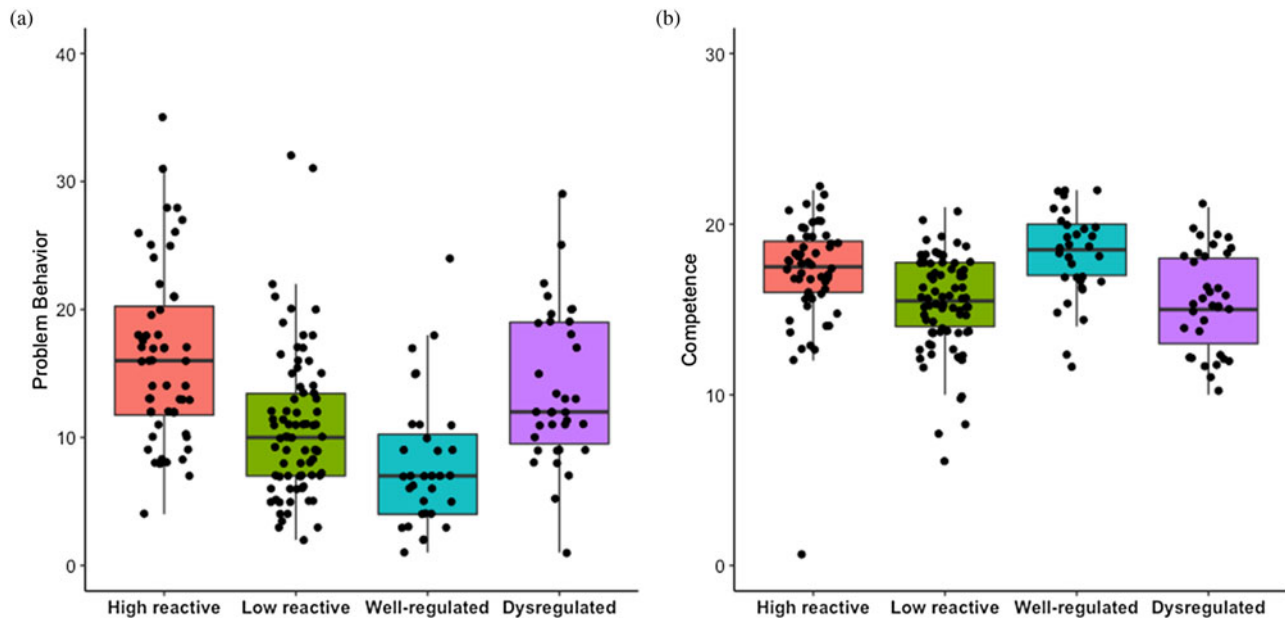 (a)
Problem Behavior
40
30
20
10
0
High reactive
Low reactive
Well-regulated
Dysregulated
(b)
Competence
30
20
10
0
High reactive
Low reactive
Well-regulated
Dysregulated